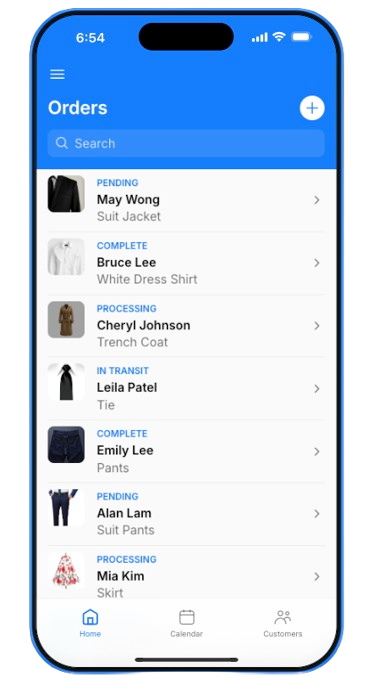 6:54
Orders
Search
PENDING
May Wong
Suit Jacket
COMPLETE
Bruce Lee
White Dress Shirt
PROCESSING
Cheryl Johnson
Trench Coat
IN TRANSIT
Leila Patel
Tie
COMPLETE
Emily Lee
Pants
PENDING
Alan Lam
Suit Pants
PROCESSING
Mia Kim
Skirt
Home Calendar Customers